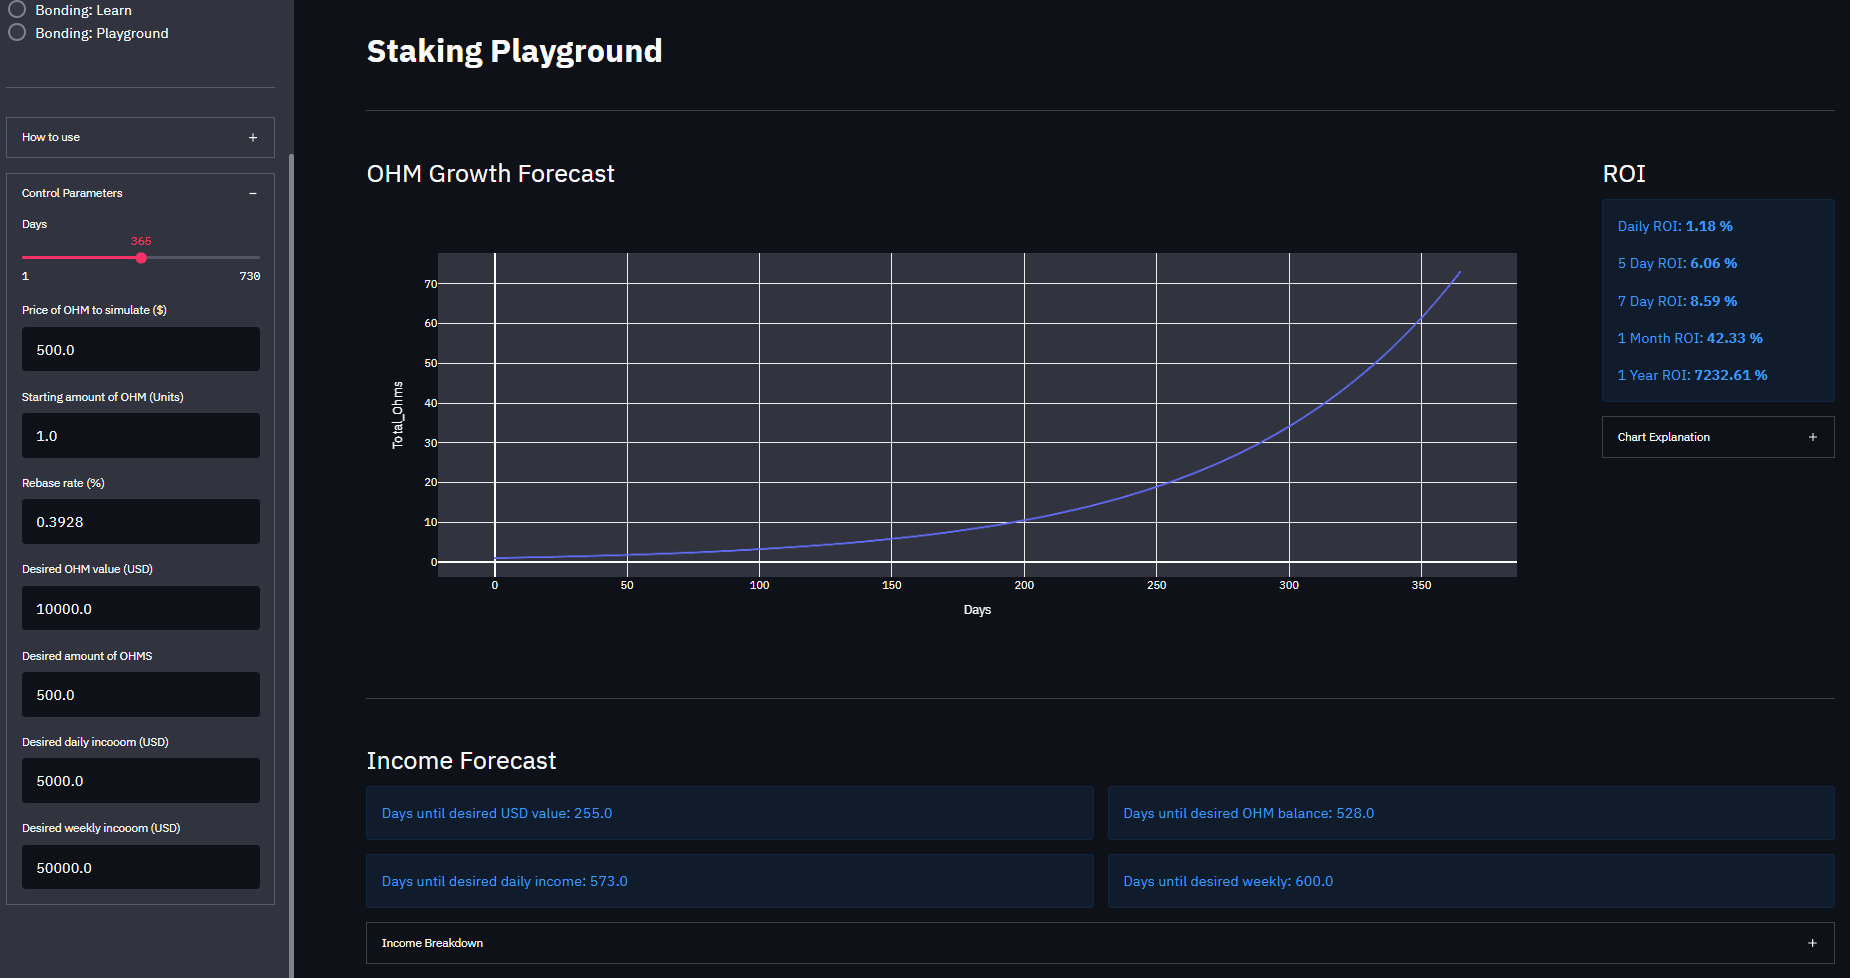 Bonding: Learn
Bonding: Playground
How to use
Control Parameters
Days
365
1 730
Price of OHM to simulate ($)
500.0
Starting amount of OHM (Units)
1.0
Rebase rate (%)
0.3928
Desired OHM value (USD)
10000.0
Desired amount of OHMS
500.0
Desired daily incooom (USD)
5000.0
Desired weekly incooom (USD)
50000.0
Staking Playground
OHM Growth Forecast
70
60
50
40
30
20
10
0
Total_Ohms
0 50 100 150 200 250 300 350
Days
ROI
Daily ROI: 1.18 %
5 Day ROI: 6.06 %
7 Day ROI: 8.59 %
1 Month ROI: 42.33 %
1 Year ROI: 7232.61 %
Chart Explanation
Income Forecast
Days until desired USD value: 255.0
Days until desired OHM balance: 528.0
Days until desired daily income: 573.0
Days until desired weekly: 600.0
Income Breakdown